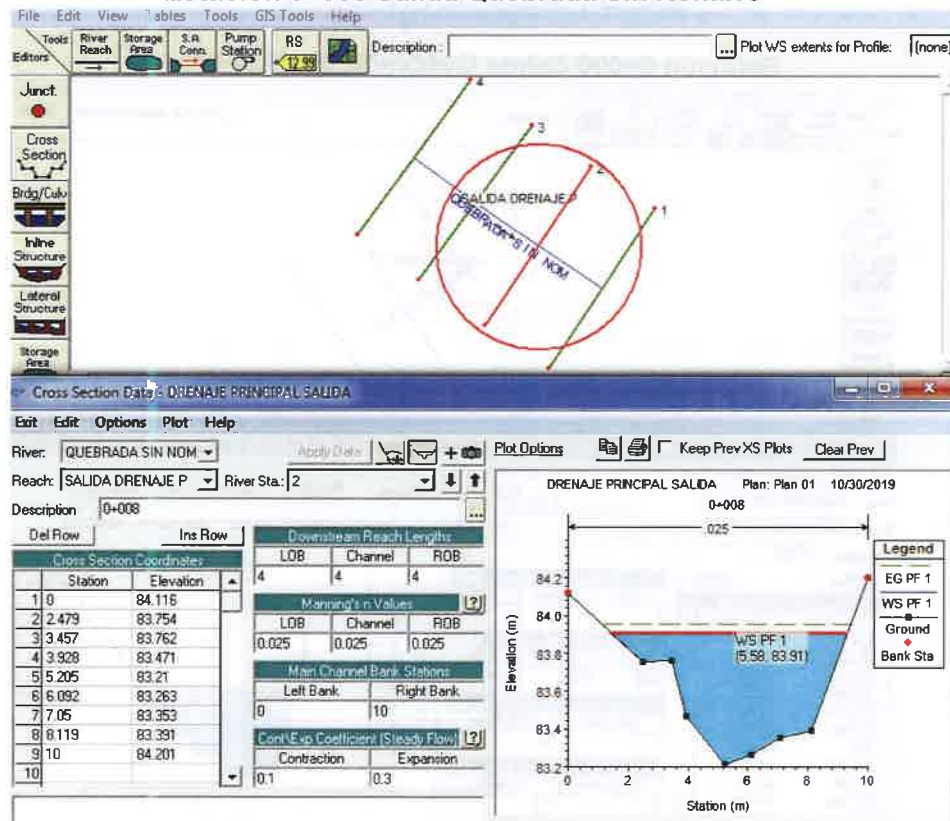 File Edit View Tables Tools GIS Tools Help
Tools
Editors
River Reach
Storage Area
S.A. Conn.
Pump Station
RS
12.99
Description :
...
Plot WS extents for Profile: (none)
Junct.
Cross Section
Brdg/Culv
Inline Structure
Lateral Structure
Storage Area
4
3
2
1
SALIDA DRENAJE P
QUEBRADA SIN NOM
Cross Section Data - DRENAJE PRINCIPAL SALIDA
Exit Edit Options Plot Help
River: QUEBRADA SIN NOM
Apply Data
Plot Options
Keep Prev XS Plots
Clear Prev
Reach: SALIDA DRENAJE P River Sta.: 2
Description 0+008
...
Del Row Ins Row
Cross Section Coordinates
Station Elevation
1 0 84.116
2 2.479 83.754
3 3.457 83.762
4 3.928 83.471
5 5.205 83.21
6 6.092 83.263
7 7.05 83.353
8 8.119 83.391
9 10 84.201
10
Downstream Reach Lengths
LOB Channel ROB
4 4 4
Manning's n Values ?
LOB Channel ROB
0.025 0.025 0.025
Main Channel Bank Stations
Left Bank Right Bank
0 10
Cont\Exp Coefficient (Steady Flow) ?
Contraction Expansion
0.1 0.3
DRENAJE PRINCIPAL SALIDA Plan: Plan 01 10/30/2019
0+008
.025
84.2
84.0
83.8
83.6
83.4
83.2
Elevation (m)
WS PF 1
(5.58, 83.91)
0 2 4 6 8 10
Station (m)
Legend
EG PF 1
WS PF 1
Ground
Bank Sta